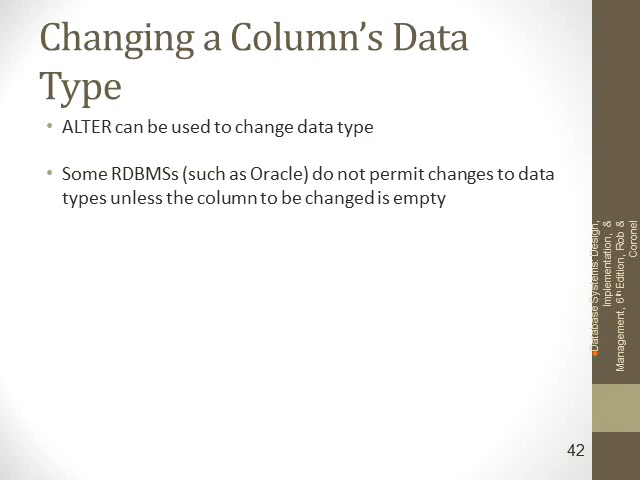 Changing a Column’s Data
Type
• ALTER can be used to change data type
• Some RDBMSs (such as Oracle) do not permit changes to data
types unless the column to be changed is empty
Database Systems: Design,
Implementation, &
Management, 6th Edition, Rob &
Coronel
42